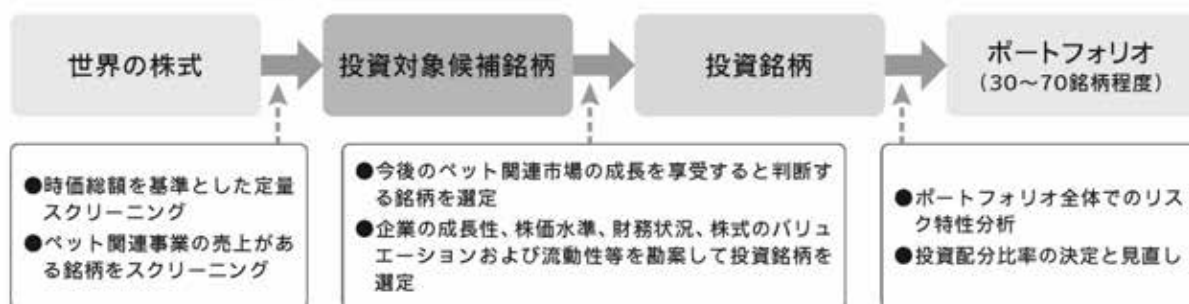 世界の株式
投資対象候補銘柄
投資銘柄
ポートフォリオ
（30～70銘柄程度）
●時価総額を基準とした定量
スクリーニング
●ペット関連事業の売上があ
る銘柄をスクリーニング
●今後のペット関連市場の成長を享受すると判断す
る銘柄を選定
●企業の成長性、株価水準、財務状況、株式のバリュ
エーションおよび流動性等を勘案して投資銘柄を
選定
●ポートフォリオ全体でのリス
ク特性分析
●投資配分比率の決定と見直し